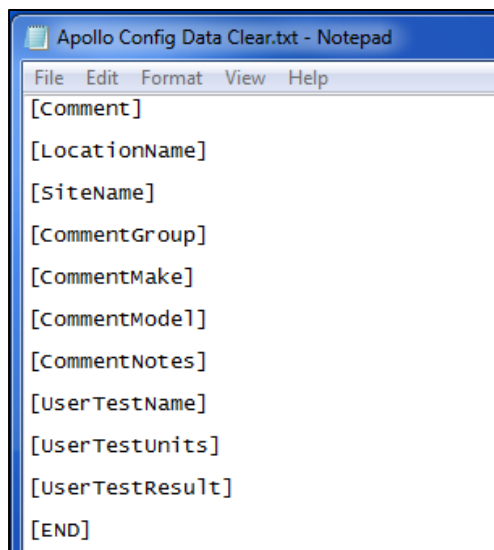 Apollo Config Data Clear.txt - Notepad
File Edit Format View Help
[Comment]
[LocationName]
[SiteName]
[CommentGroup]
[CommentMake]
[CommentModel]
[CommentNotes]
[UserTestName]
[UserTestUnits]
[UserTestResult]
[END]